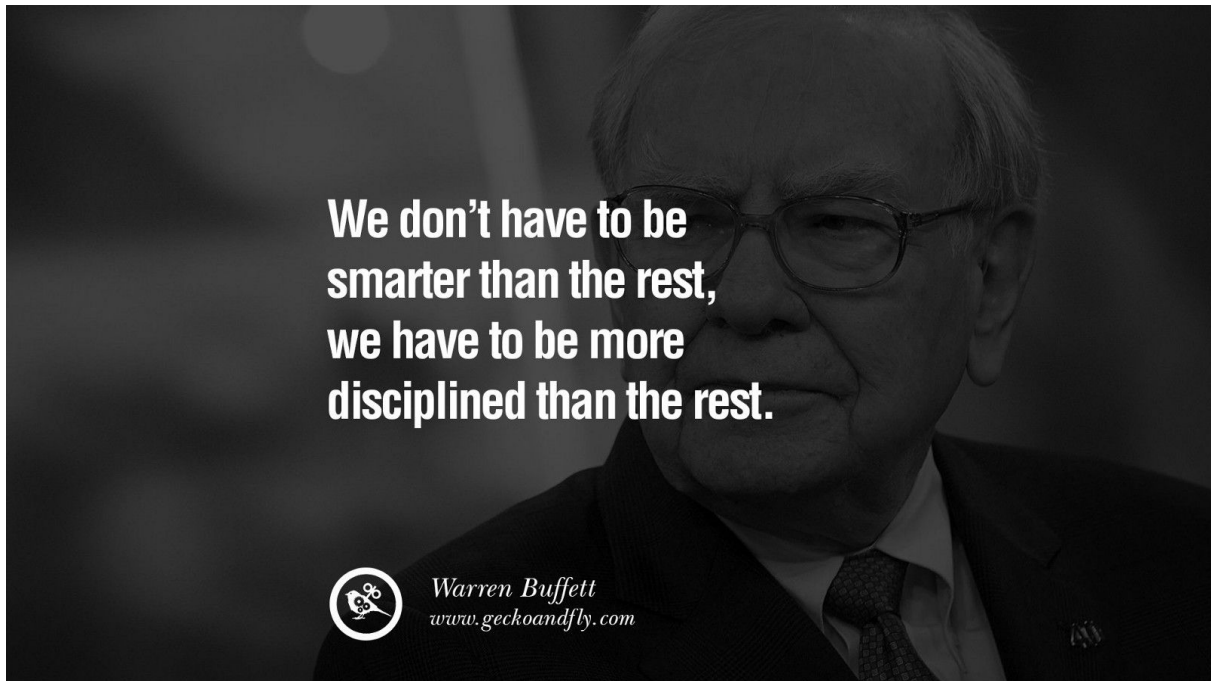 We don’t have to be
smarter than the rest,
we have to be more
disciplined than the rest.
Warren Buffett
www.geckoandfly.com